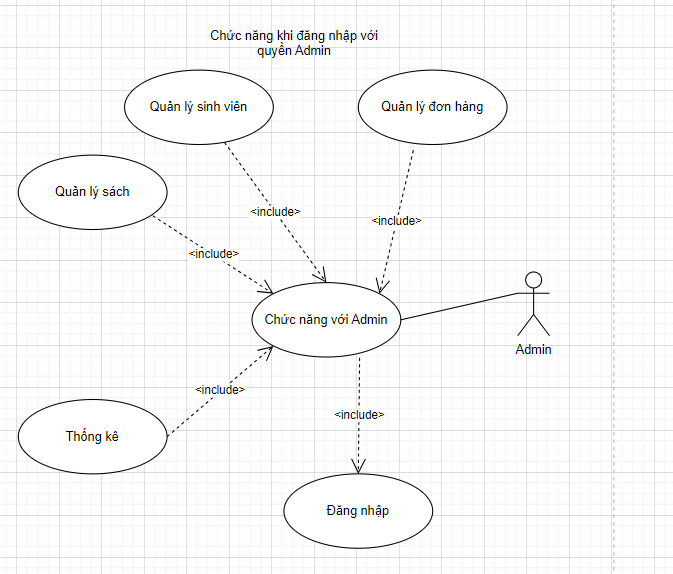 Chức năng khi đăng nhập với
quyền Admin
Quản lý sinh viên
Quản lý đơn hàng
Quản lý sách
<include>
<include>
<include>
Chức năng với Admin
Admin
<include>
<include>
Thống kê
Đăng nhập